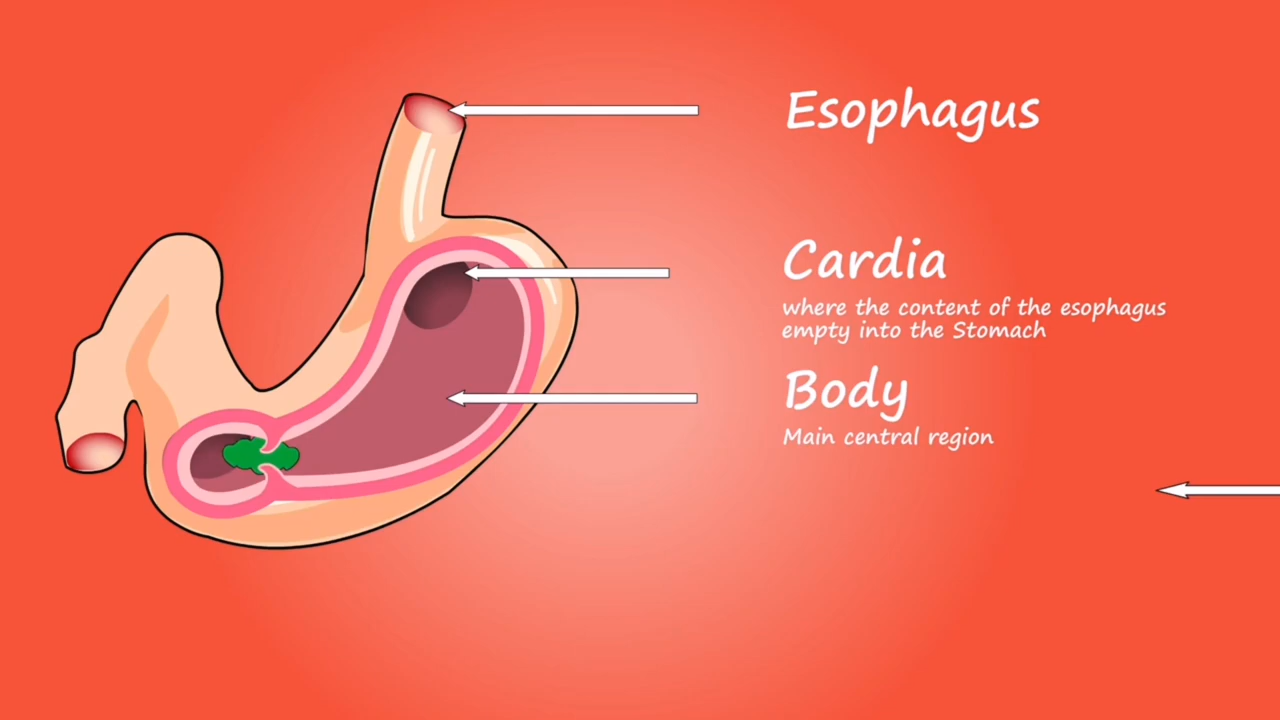 Esophagus
Cardia
where the content of the esophagus
empty into the Stomach
Body
Main central region